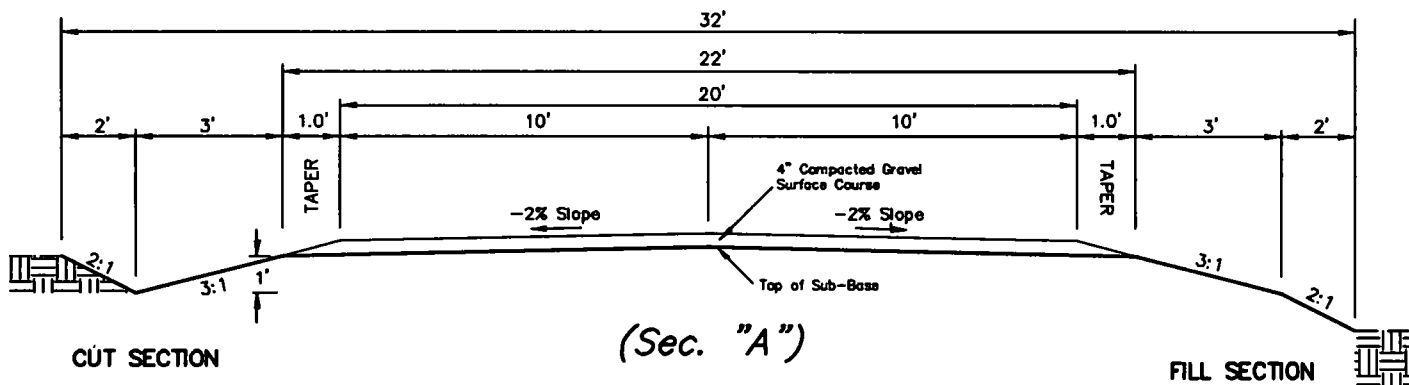 32'
22'
20'
2' 3' 1.0' 10' 10' 1.0' 3' 2'
TAPER
TAPER
4" Compacted Gravel
Surface Course
-2% Slope
-2% Slope
2:1
3:1
1'
3:1
2:1
Top of Sub-Base
(Sec. "A")
CUT SECTION
FILL SECTION